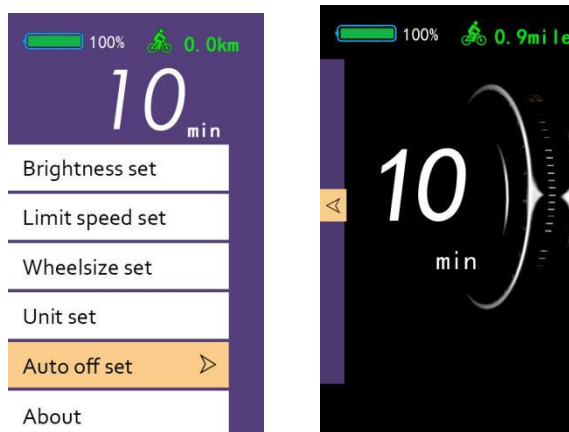 100% 0.0km
10
min
Brightness set
Limit speed set
Wheelsize set
Unit set
Auto off set
About
100% 0.9mile
10
min